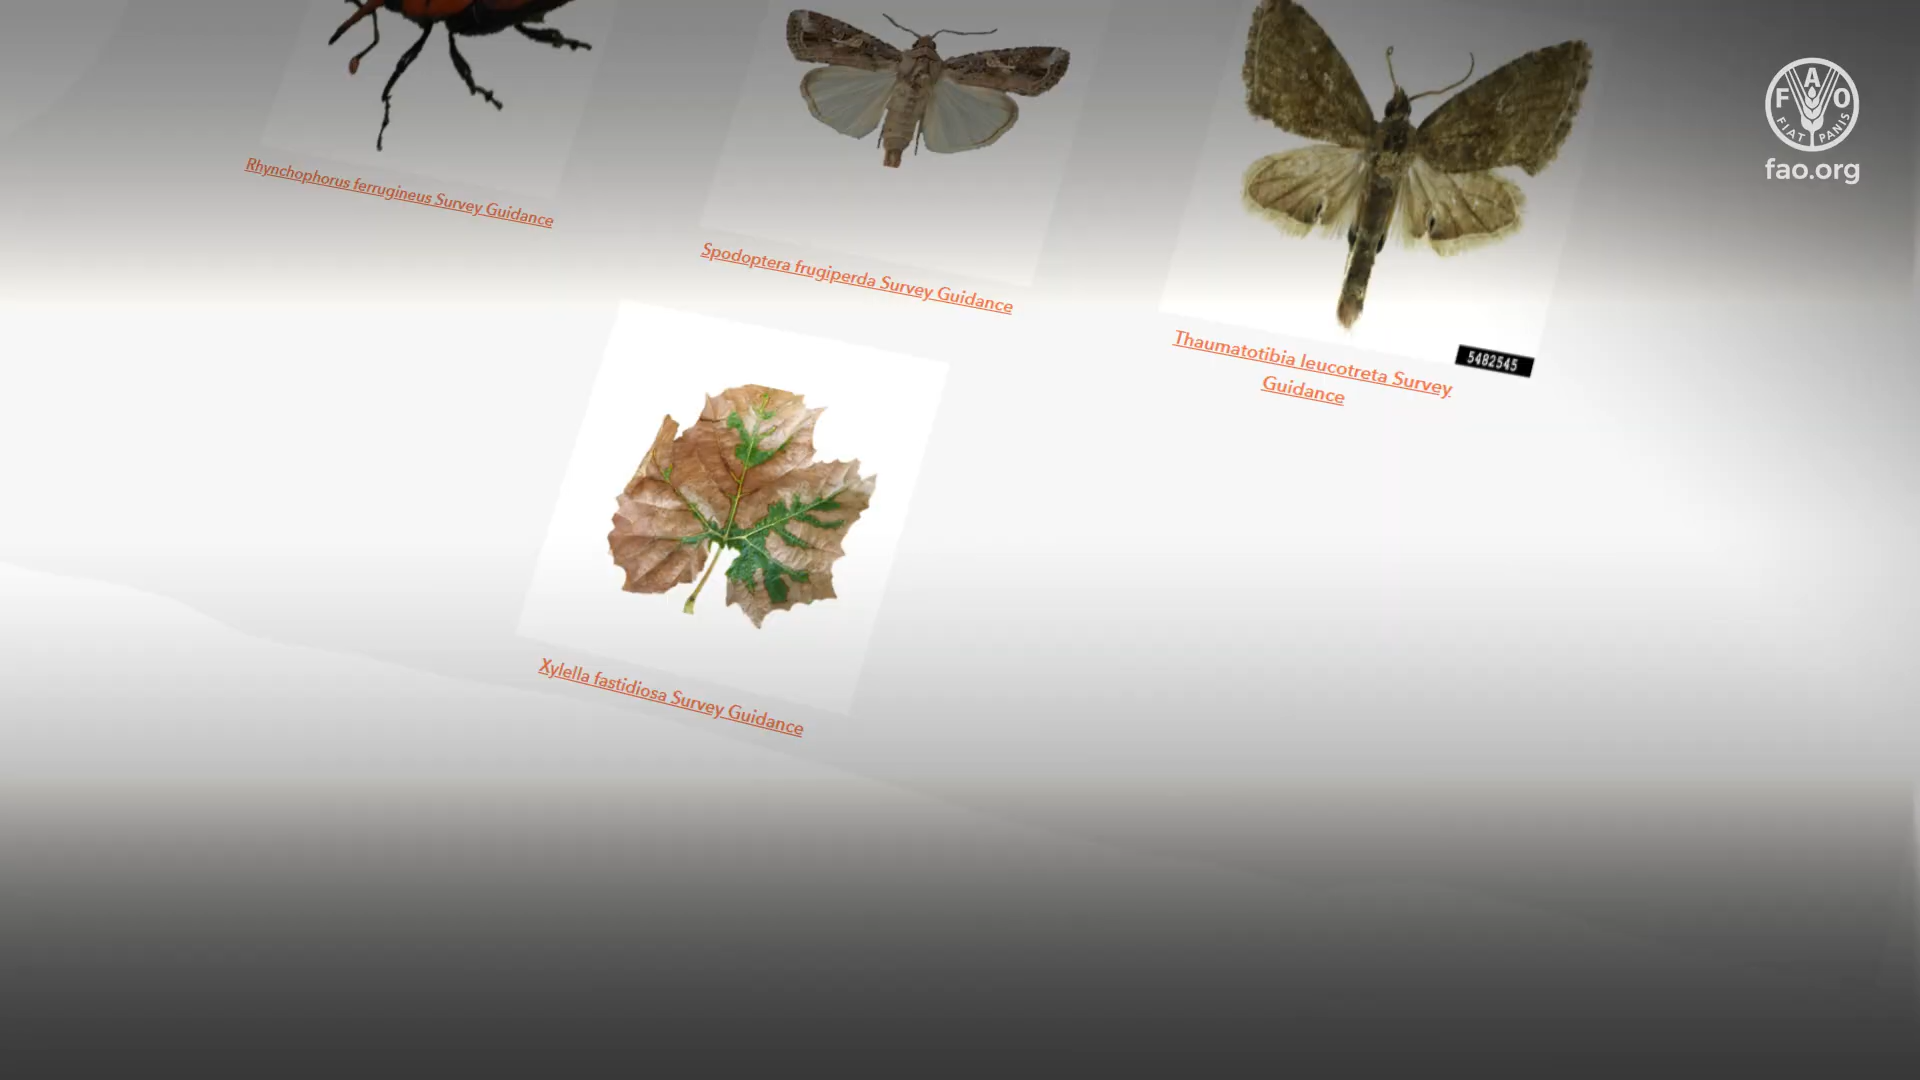 FAO
FIAT PANIS
fao.org
Rhynchophorus ferrugineus Survey Guidance
Spodoptera frugiperda Survey Guidance
Thaumatotibia leucotreta Survey
Guidance
5482545
Xylella fastidiosa Survey Guidance